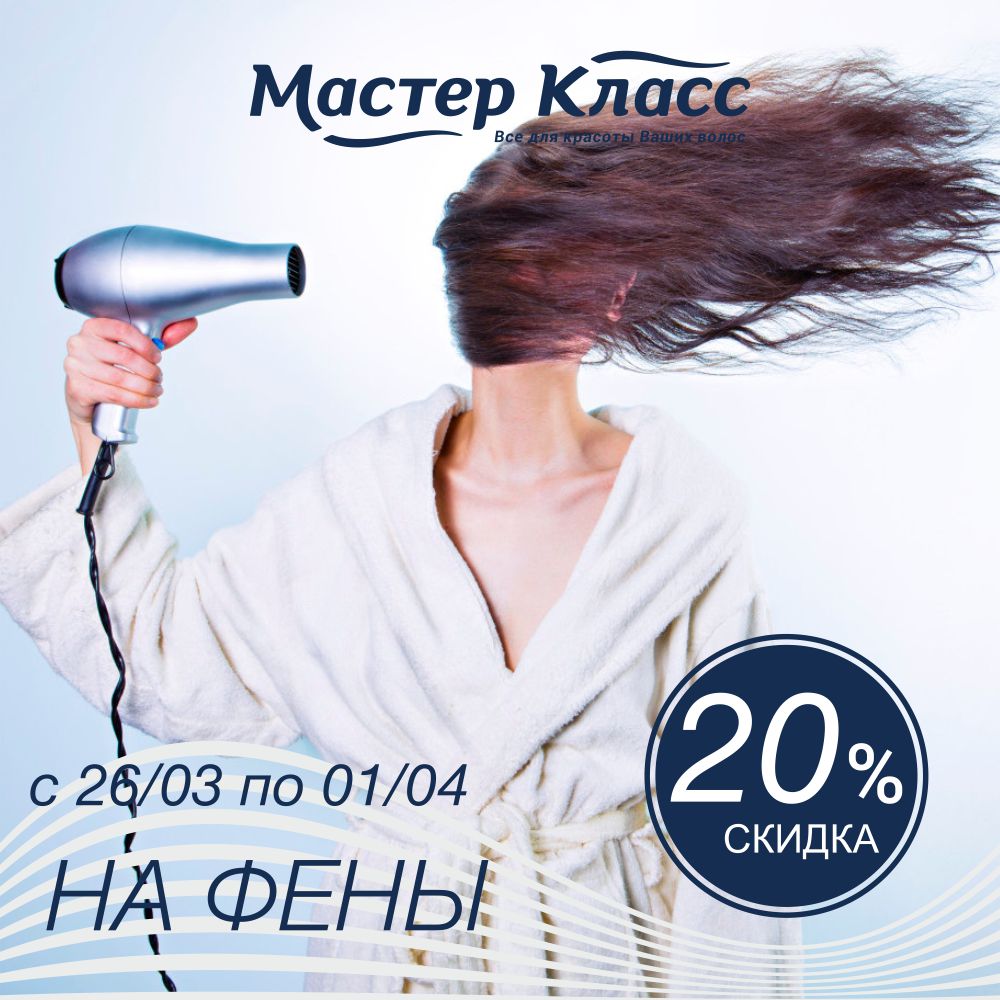 Мастер Класс
Все для красоты Ваших волос
с 26/03 по 01/04
НА ФЕНЫ
20%
СКИДКА